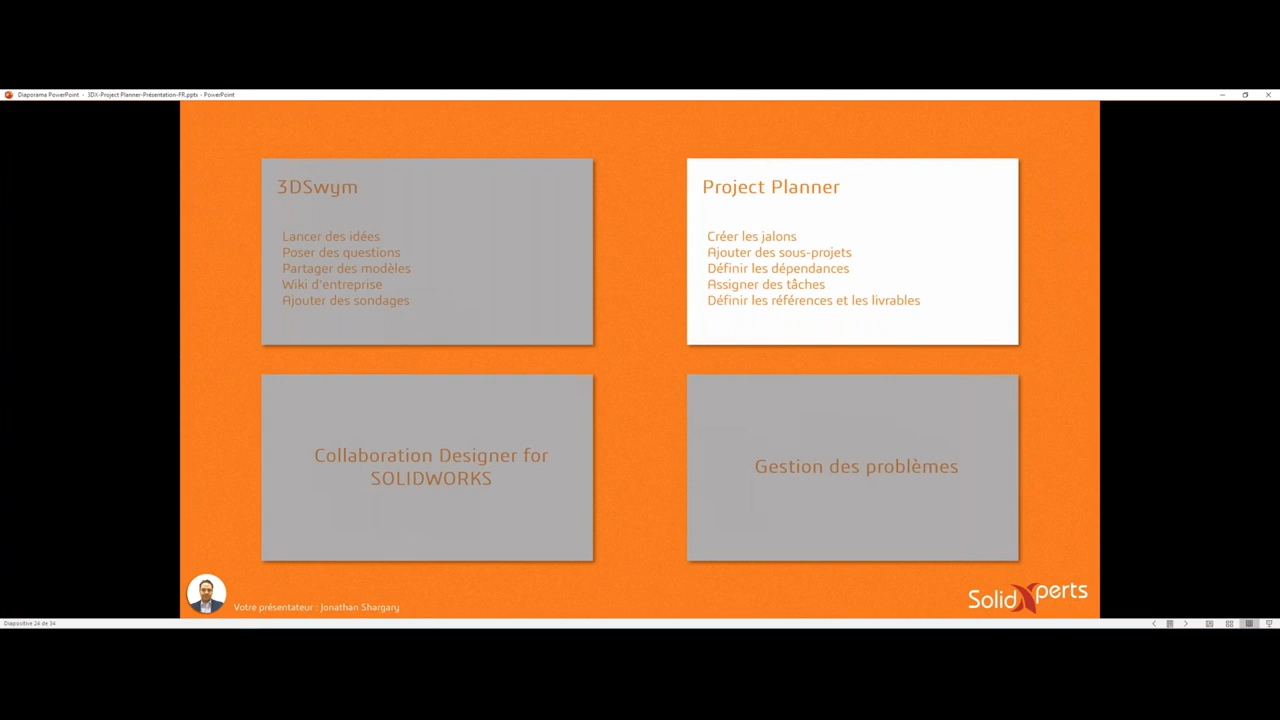 Diaporama PowerPoint - 3DX-Project Planner-Présentation-FR.pptx - PowerPoint
3DSwym
Lancer des idées
Poser des questions
Partager des modèles
Wiki d'entreprise
Ajouter des sondages
Project Planner
Créer les jalons
Ajouter des sous-projets
Définir les dépendances
Assigner des tâches
Définir les références et les livrables
Collaboration Designer for
SOLIDWORKS
Gestion des problèmes
Votre présentateur : Jonathan Shargary
SolidXperts
Diapositive 24 de 34